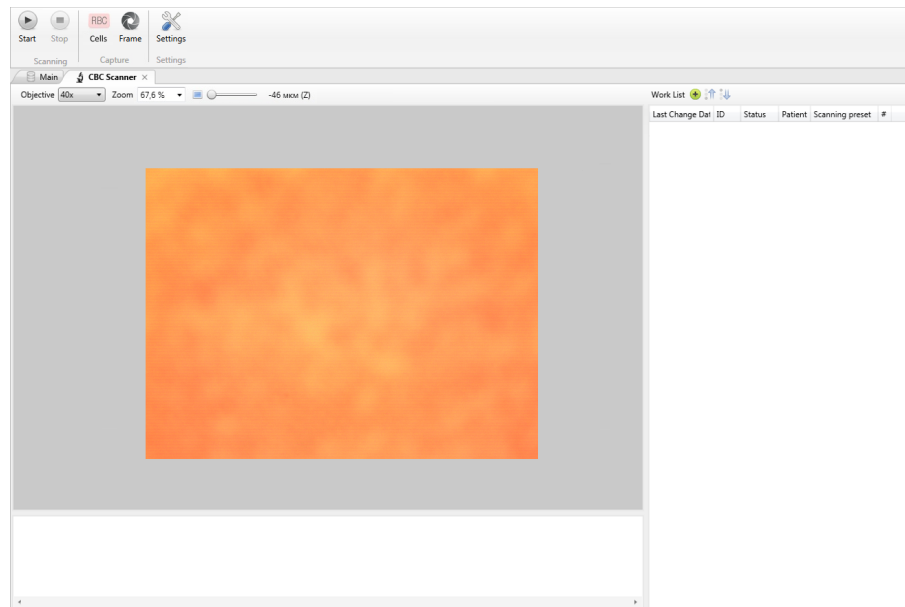 Start Stop Cells Frame Settings
RBC
Scanning Capture Settings
Main CBC Scanner
Objective 40x Zoom 67,6 % -46 мкм (Z) Work List
Last Change Dat ID Status Patient Scanning preset #